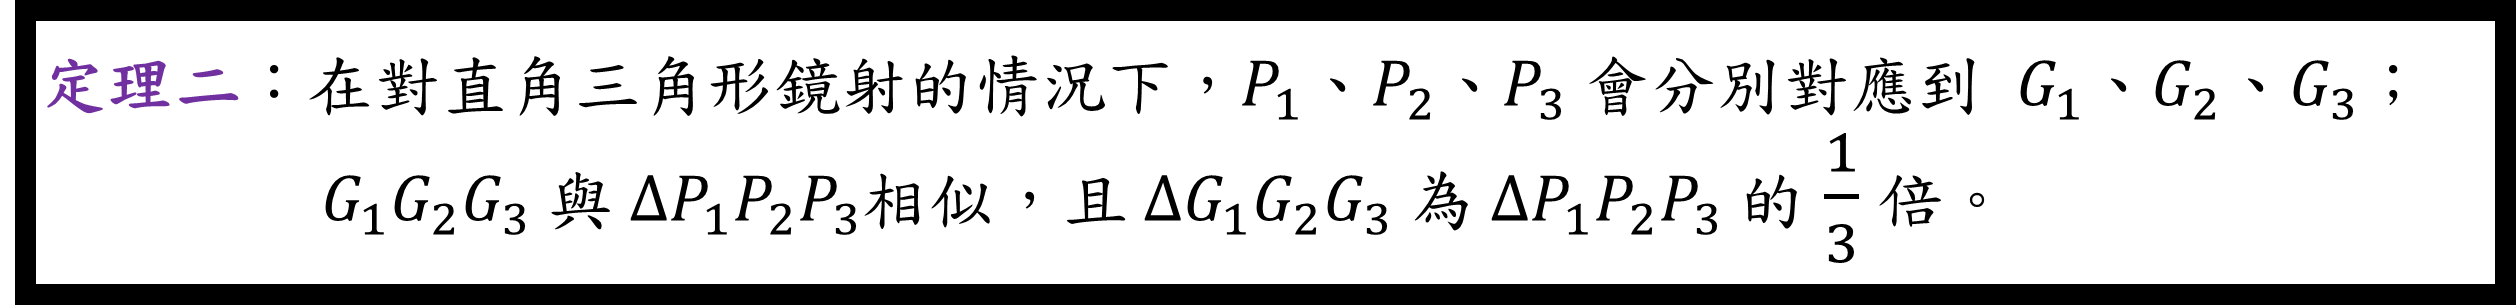 定理二：在對直角三角形鏡射的情況下，P₁、P₂、P₃ 會分別對應到 G₁、G₂、G₃；
G₁G₂G₃ 與 ΔP₁P₂P₃相似，且 ΔG₁G₂G₃ 為 ΔP₁P₂P₃ 的 1/3 倍。